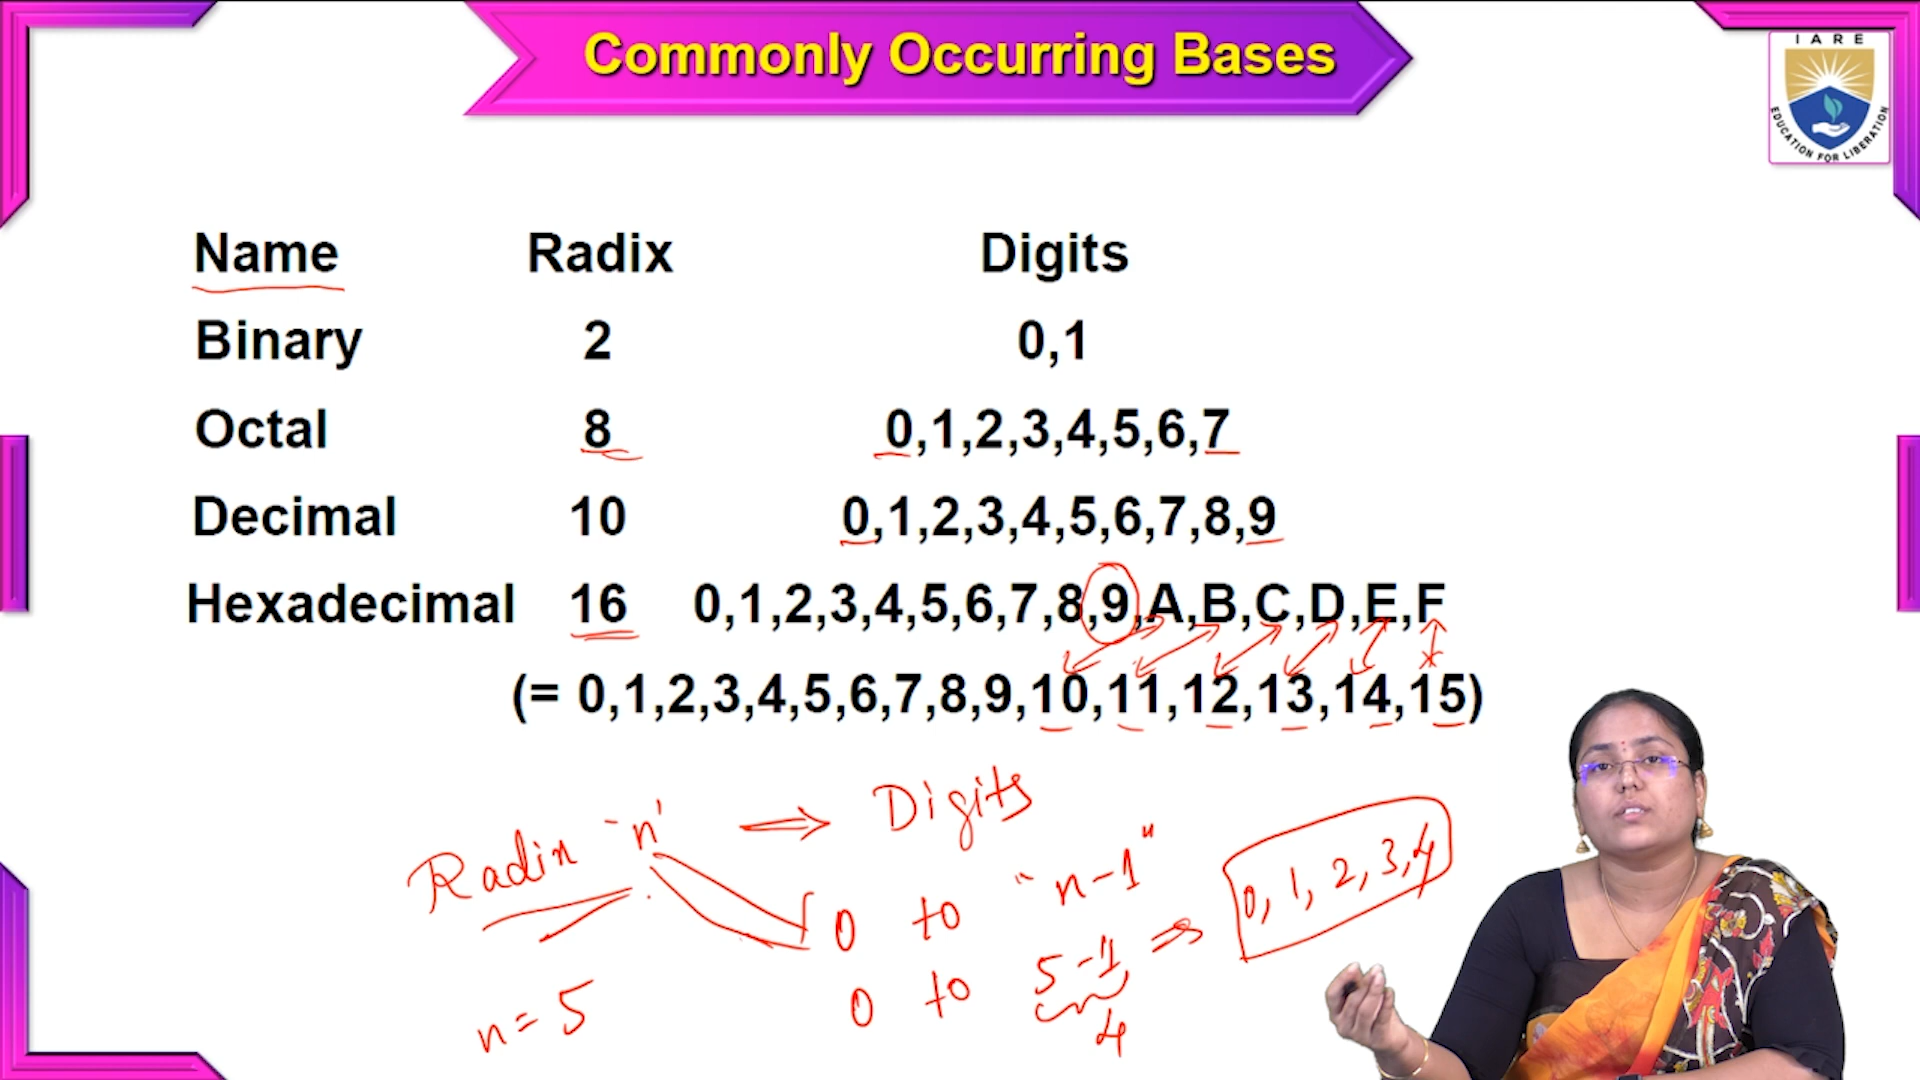 Commonly Occurring Bases
IARE
EDUCATION FOR LIBERATION
Name Radix Digits
Binary 2 0,1
Octal 8 0,1,2,3,4,5,6,7
Decimal 10 0,1,2,3,4,5,6,7,8,9
Hexadecimal 16 0,1,2,3,4,5,6,7,8,9,A,B,C,D,E,F
(= 0,1,2,3,4,5,6,7,8,9,10,11,12,13,14,15)
Radix 'n' ⇒ Digits
0 to "n-1" ⇒ 0, 1, 2, 3, 4
n=5 0 to 5-1
4